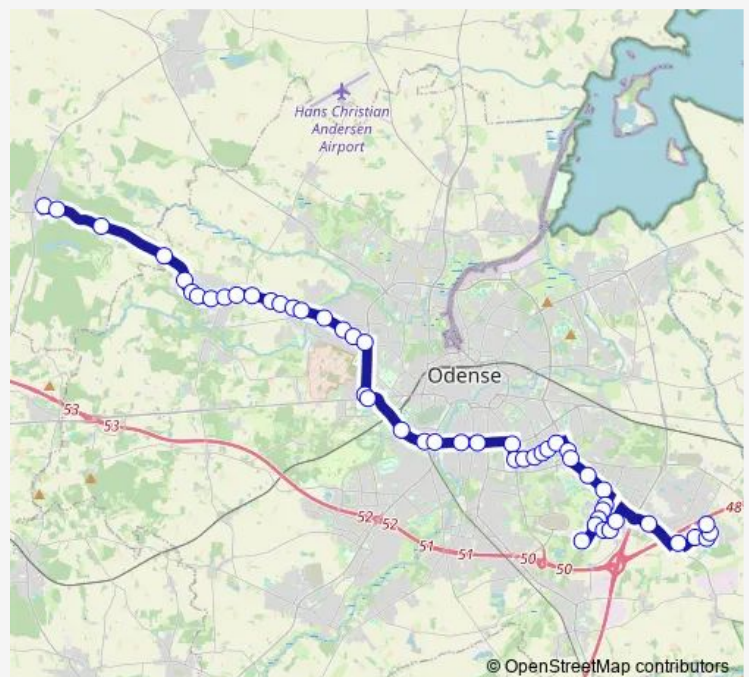 Hans Christian
Andersen
Airport
Odense
53
53
48
52
52
51
51
50
50
© OpenStreetMap contributors